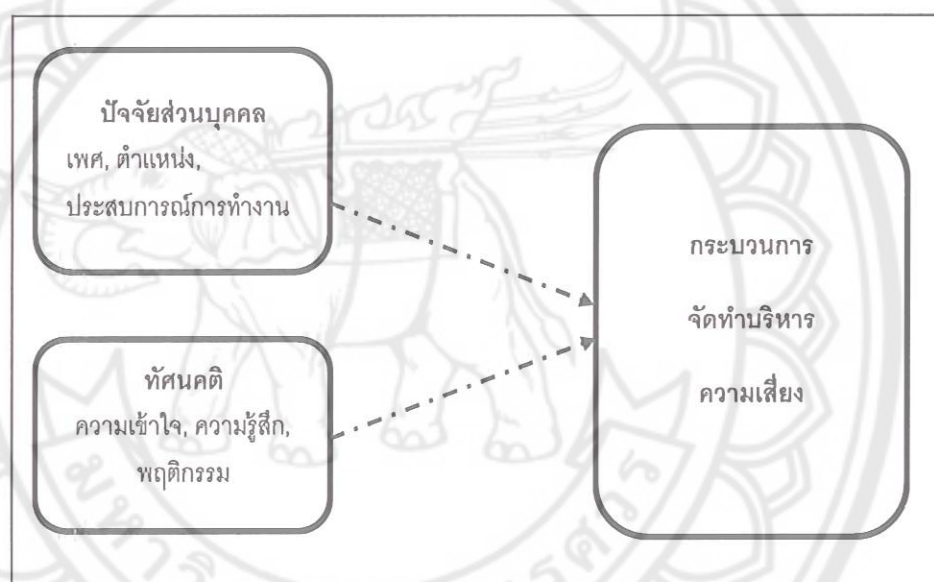 ปัจจัยส่วนบุคคล
เพศ, ตำแหน่ง,
ประสบการณ์การทำงาน
ทัศนคติ
ความเข้าใจ, ความรู้สึก,
พฤติกรรม
กระบวนการ
จัดทำบริหาร
ความเสี่ยง